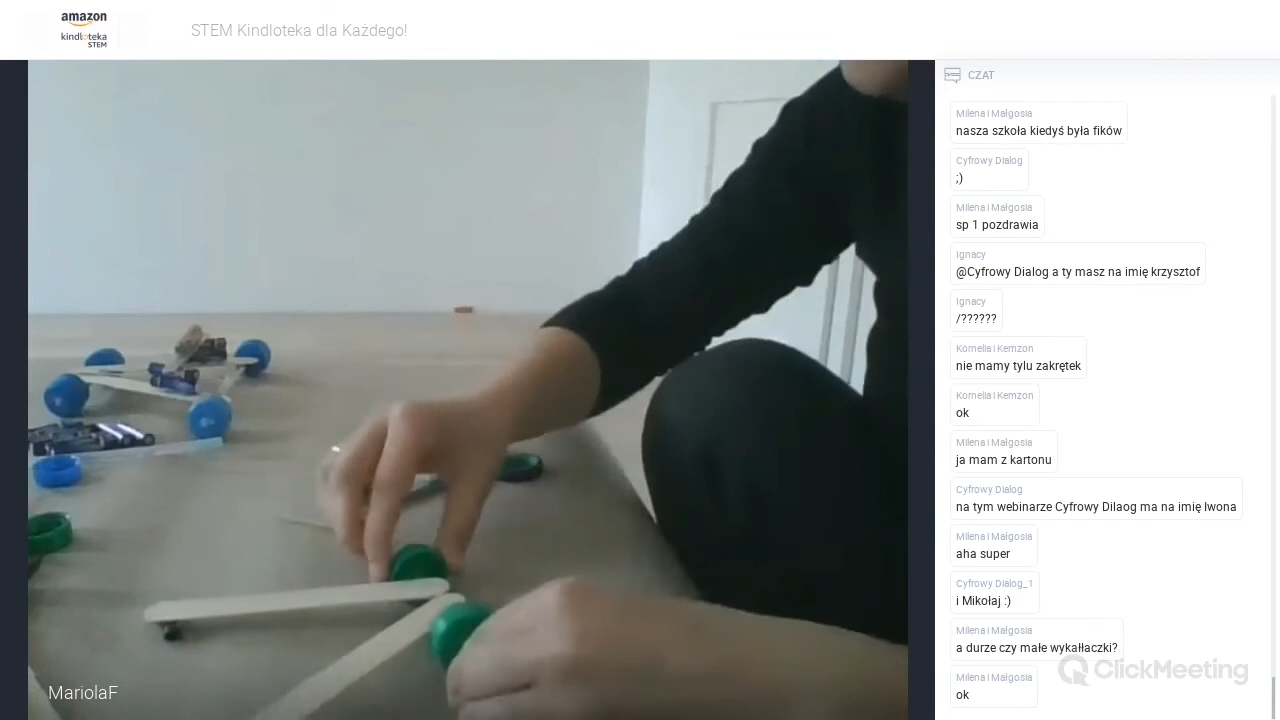 amazon
kindloteka
STEM
STEM Kindloteka dla Każdego!
CZAT
Milena i Małgosia
nasza szkoła kiedyś była fików
Cyfrowy Dialog
;)
Milena i Małgosia
sp 1 pozdrawia
Ignacy
@Cyfrowy Dialog a ty masz na imię krzysztof
Ignacy
/??????
Kornelia i Kemzon
nie mamy tylu zakrętek
Kornelia i Kemzon
ok
Milena i Małgosia
ja mam z kartonu
Cyfrowy Dialog
na tym webinarze Cyfrowy Dilaog ma na imię Iwona
Milena i Małgosia
aha super
Cyfrowy Dialog_1
i Mikołaj :)
Milena i Małgosia
a durze czy małe wykałłaczki?
ClickMeeting
Milena i Małgosia
ok
MariolaF